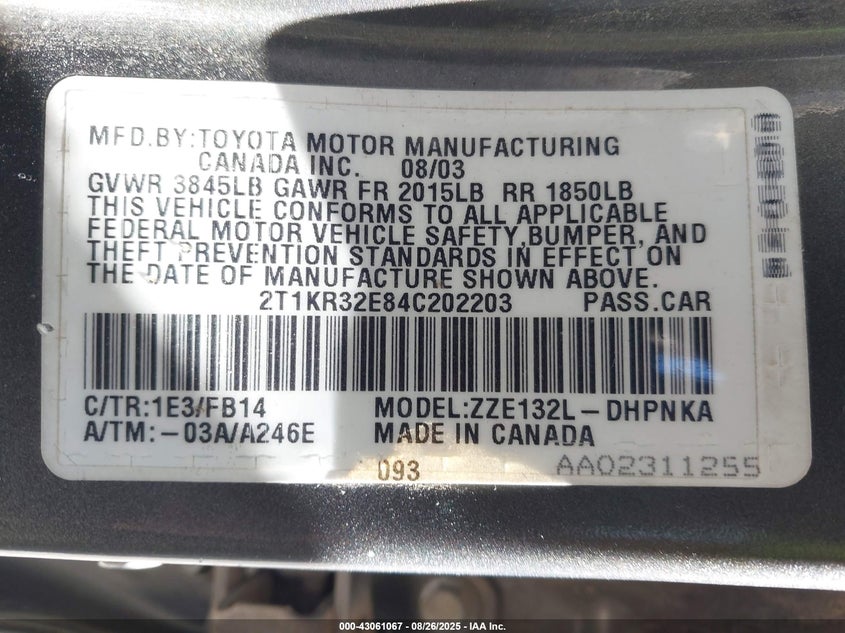 MFD.BY:TOYOTA MOTOR MANUFACTURING
CANADA INC. 08/03
GVWR 3845LB GAWR FR 2015LB RR 1850LB
THIS VEHICLE CONFORMS TO ALL APPLICABLE
FEDERAL MOTOR VEHICLE SAFETY,BUMPER, AND
THEFT PREVENTION STANDARDS IN EFFECT ON
THE DATE OF MANUFACTURE SHOWN ABOVE.
2T1KR32E84C202203 PASS.CAR
C/TR:1E3/FB14 MODEL:ZZE132L-DHPNKA
A/TM:-03A/A246E MADE IN CANADA
093 AA02311255
000-43061067 - 08/26/2025 - IAA Inc.